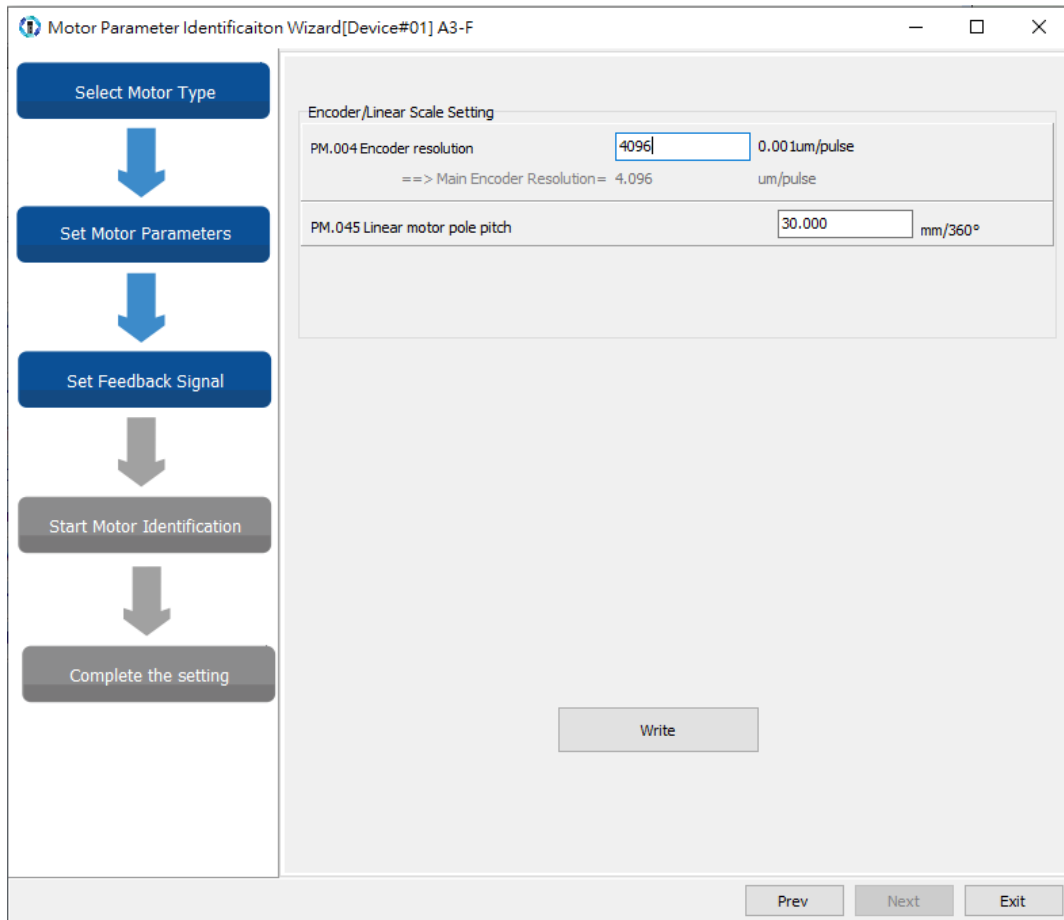 Motor Parameter Identificaiton Wizard[Device#01] A3-F
Select Motor Type
Set Motor Parameters
Set Feedback Signal
Start Motor Identification
Complete the setting
Encoder/Linear Scale Setting
PM.004 Encoder resolution 4096 0.001um/pulse
==> Main Encoder Resolution= 4.096 um/pulse
PM.045 Linear motor pole pitch 30.000 mm/360°
Write
Prev Next Exit